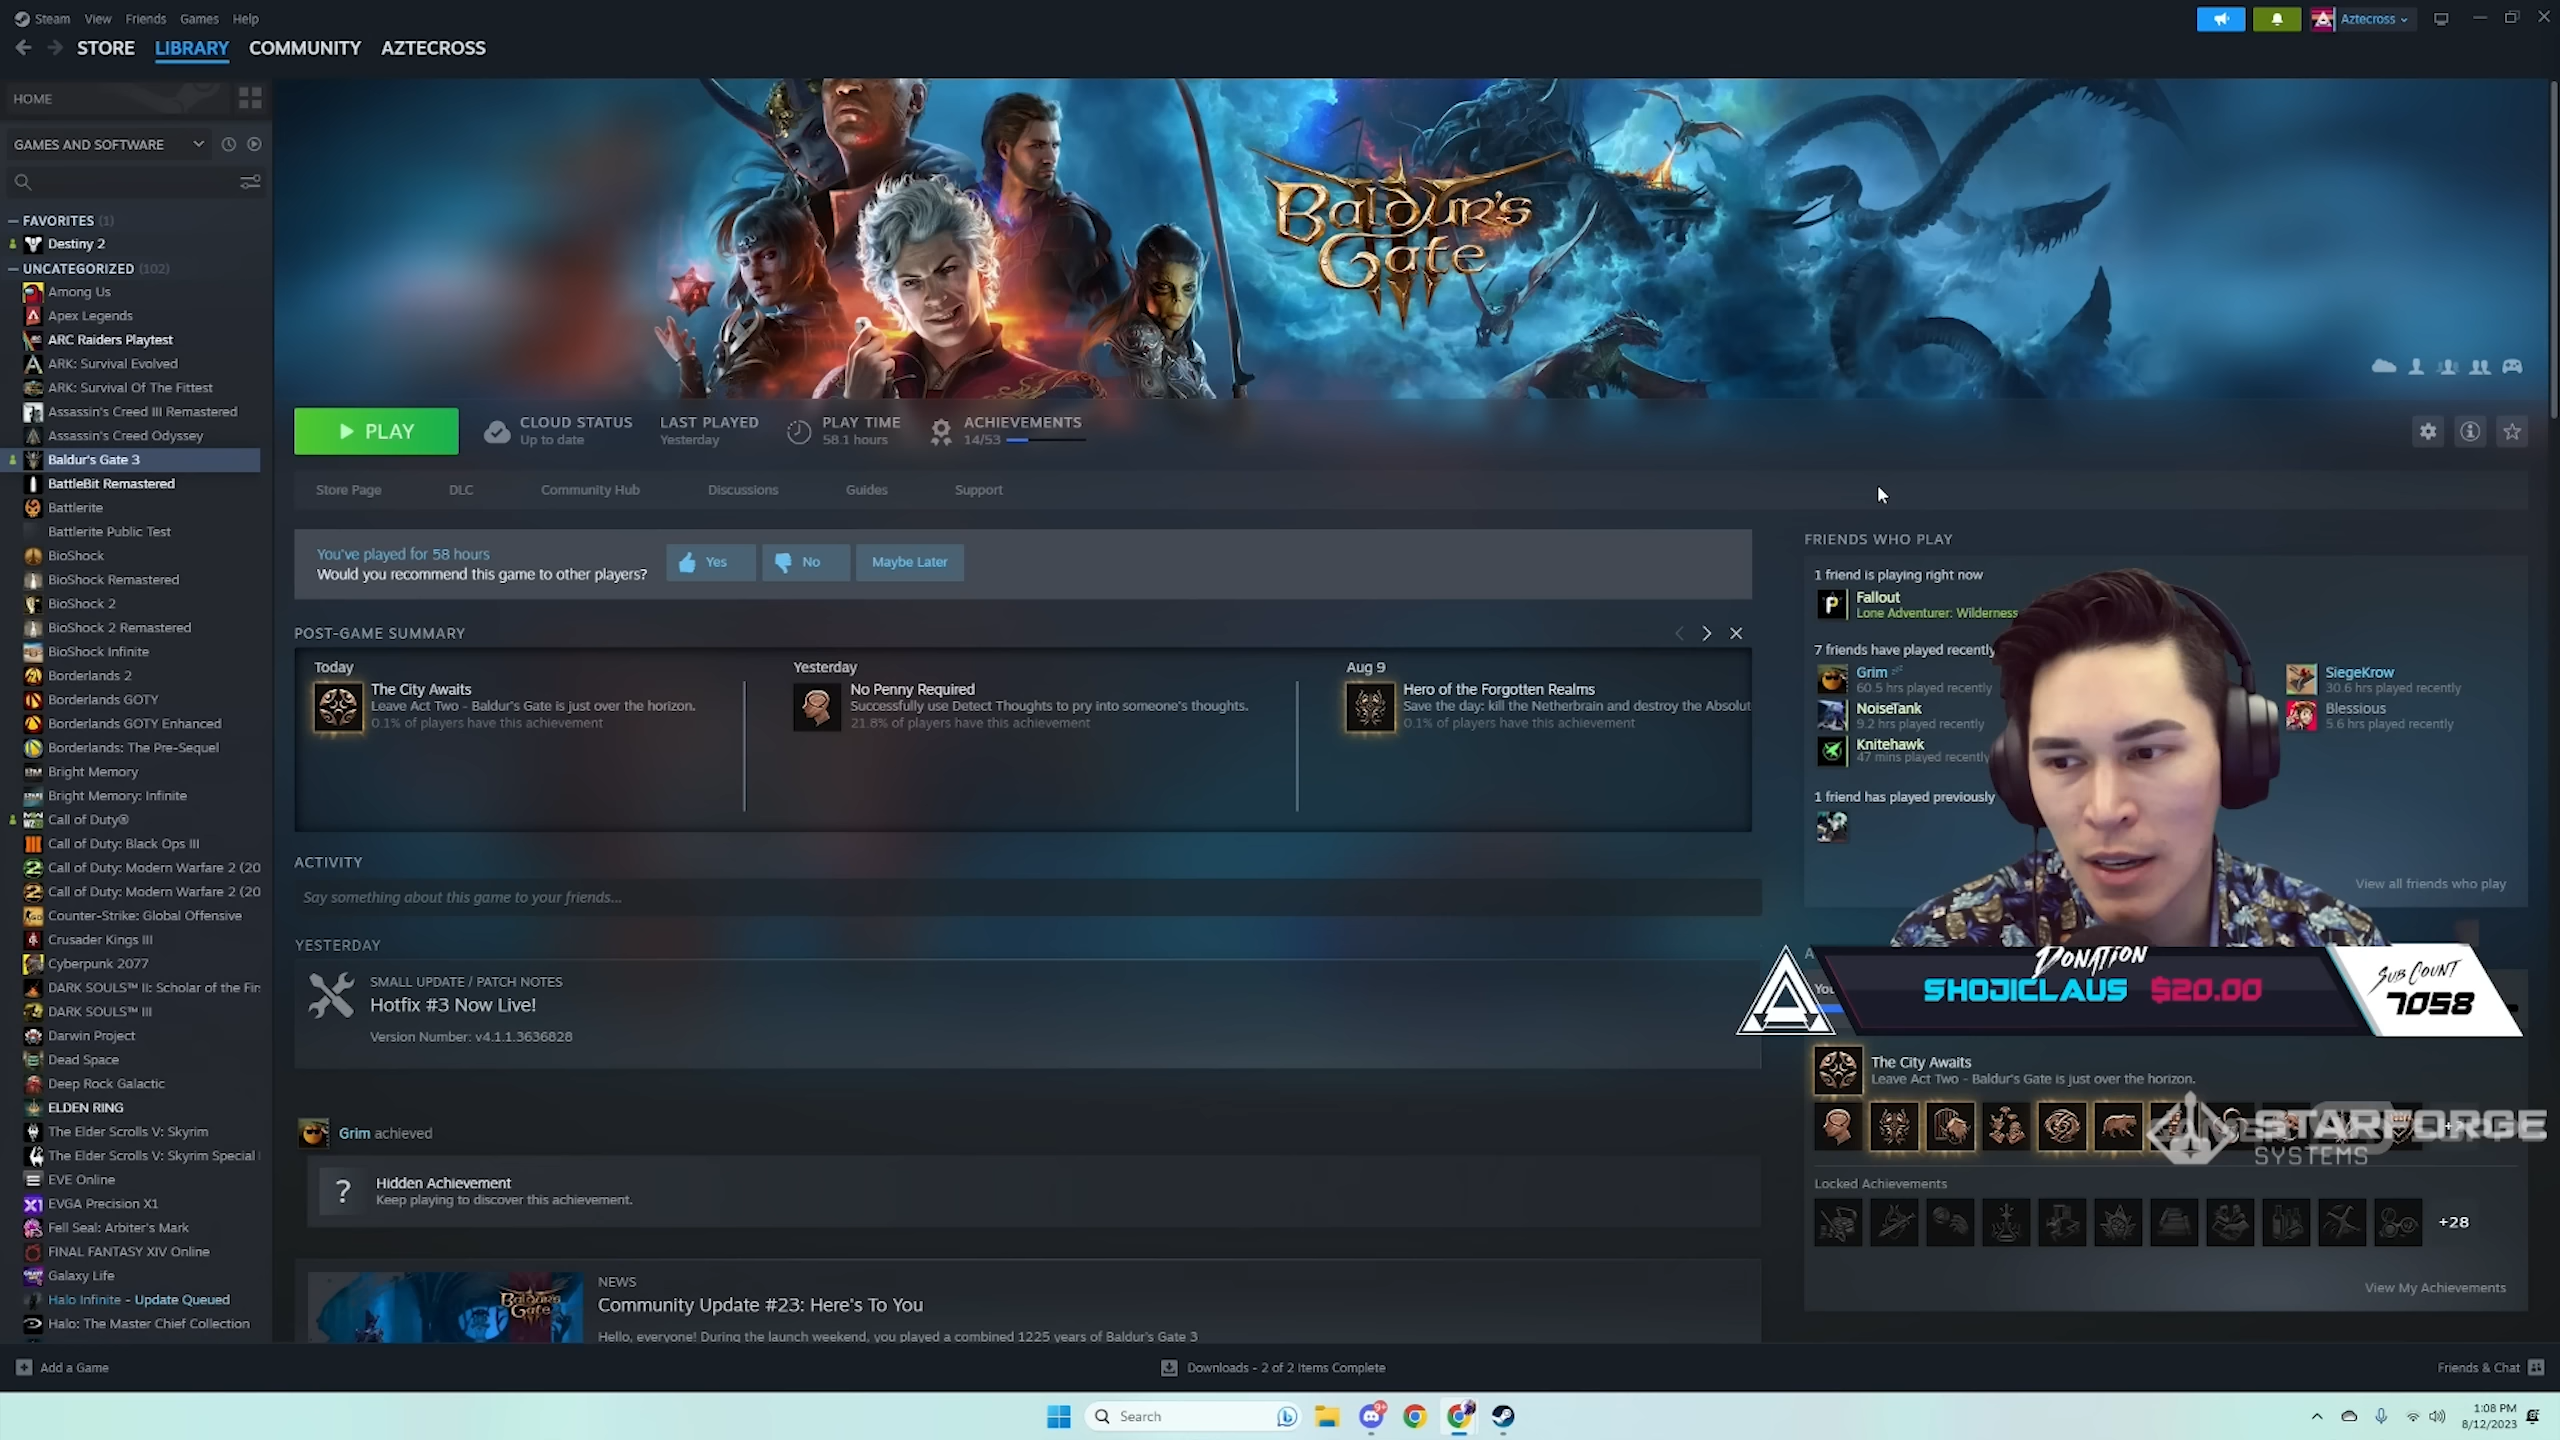 Steam View Friends Games Help
Aztecross
STORE LIBRARY COMMUNITY AZTECROSS
HOME
GAMES AND SOFTWARE
FAVORITES (1)
Destiny 2
UNCATEGORIZED (102)
Among Us
Apex Legends
ARC Raiders Playtest
ARK: Survival Evolved
ARK: Survival Of The Fittest
Assassin's Creed III Remastered
Assassin's Creed Odyssey
Baldur's Gate 3
BattleBit Remastered
Battlerite
Battlerite Public Test
BioShock
BioShock Remastered
BioShock 2
BioShock 2 Remastered
BioShock Infinite
Borderlands 2
Borderlands GOTY
Borderlands GOTY Enhanced
Borderlands: The Pre-Sequel
Bright Memory
Bright Memory: Infinite
Call of Duty®
Call of Duty: Black Ops III
Call of Duty: Modern Warfare 2 (20
Call of Duty: Modern Warfare 2 (20
Counter-Strike: Global Offensive
Crusader Kings III
Cyberpunk 2077
DARK SOULS™ II: Scholar of the Fir
DARK SOULS™ III
Darwin Project
Dead Space
Deep Rock Galactic
ELDEN RING
The Elder Scrolls V: Skyrim
The Elder Scrolls V: Skyrim Special
EVE Online
EVGA Precision X1
Fell Seal: Arbiter's Mark
FINAL FANTASY XIV Online
Galaxy Life
Halo Infinite - Update Queued
Halo: The Master Chief Collection
Baldur's
Gate
PLAY
CLOUD STATUS
Up to date
LAST PLAYED
Yesterday
PLAY TIME
58.1 hours
ACHIEVEMENTS
14/53
Store Page DLC Community Hub Discussions Guides Support
You've played for 58 hours
Would you recommend this game to other players?
Yes
No
Maybe Later
POST-GAME SUMMARY
Today
The City Awaits
Leave Act Two - Baldur's Gate is just over the horizon.
0.1% of players have this achievement
Yesterday
No Penny Required
Successfully use Detect Thoughts to pry into someone's thoughts.
21.8% of players have this achievement
Aug 9
Hero of the Forgotten Realms
Save the day: kill the Netherbrain and destroy the Absolut
0.1% of players have this achievement
ACTIVITY
Say something about this game to your friends...
YESTERDAY
SMALL UPDATE / PATCH NOTES
Hotfix #3 Now Live!
Version Number: v4.1.1.3636828
Grim achieved
Hidden Achievement
Keep playing to discover this achievement.
Baldur's
Gate
NEWS
Community Update #23: Here's To You
Hello, everyone! During the launch weekend, you played a combined 1225 years of Baldur's Gate 3
FRIENDS WHO PLAY
1 friend is playing right now
Fallout
Lone Adventurer: Wilderness
7 friends have played recently
Grim
60.5 hrs played recently
SiegeKrow
30.6 hrs played recently
NoiseTank
9.2 hrs played recently
Blessious
5.6 hrs played recently
Knitehawk
47 mins played recently
1 friend has played previously
View all friends who play
DONATION
SHOJICLAUS $20.00
SUB COUNT
7058
You
The City Awaits
Leave Act Two - Baldur's Gate is just over the horizon.
STARFORGE
SYSTEMS
Locked Achievements
+28
View My Achievements
Add a Game
Downloads - 2 of 2 Items Complete
Friends & Chat
Search
9+
1:08 PM
8/12/2023